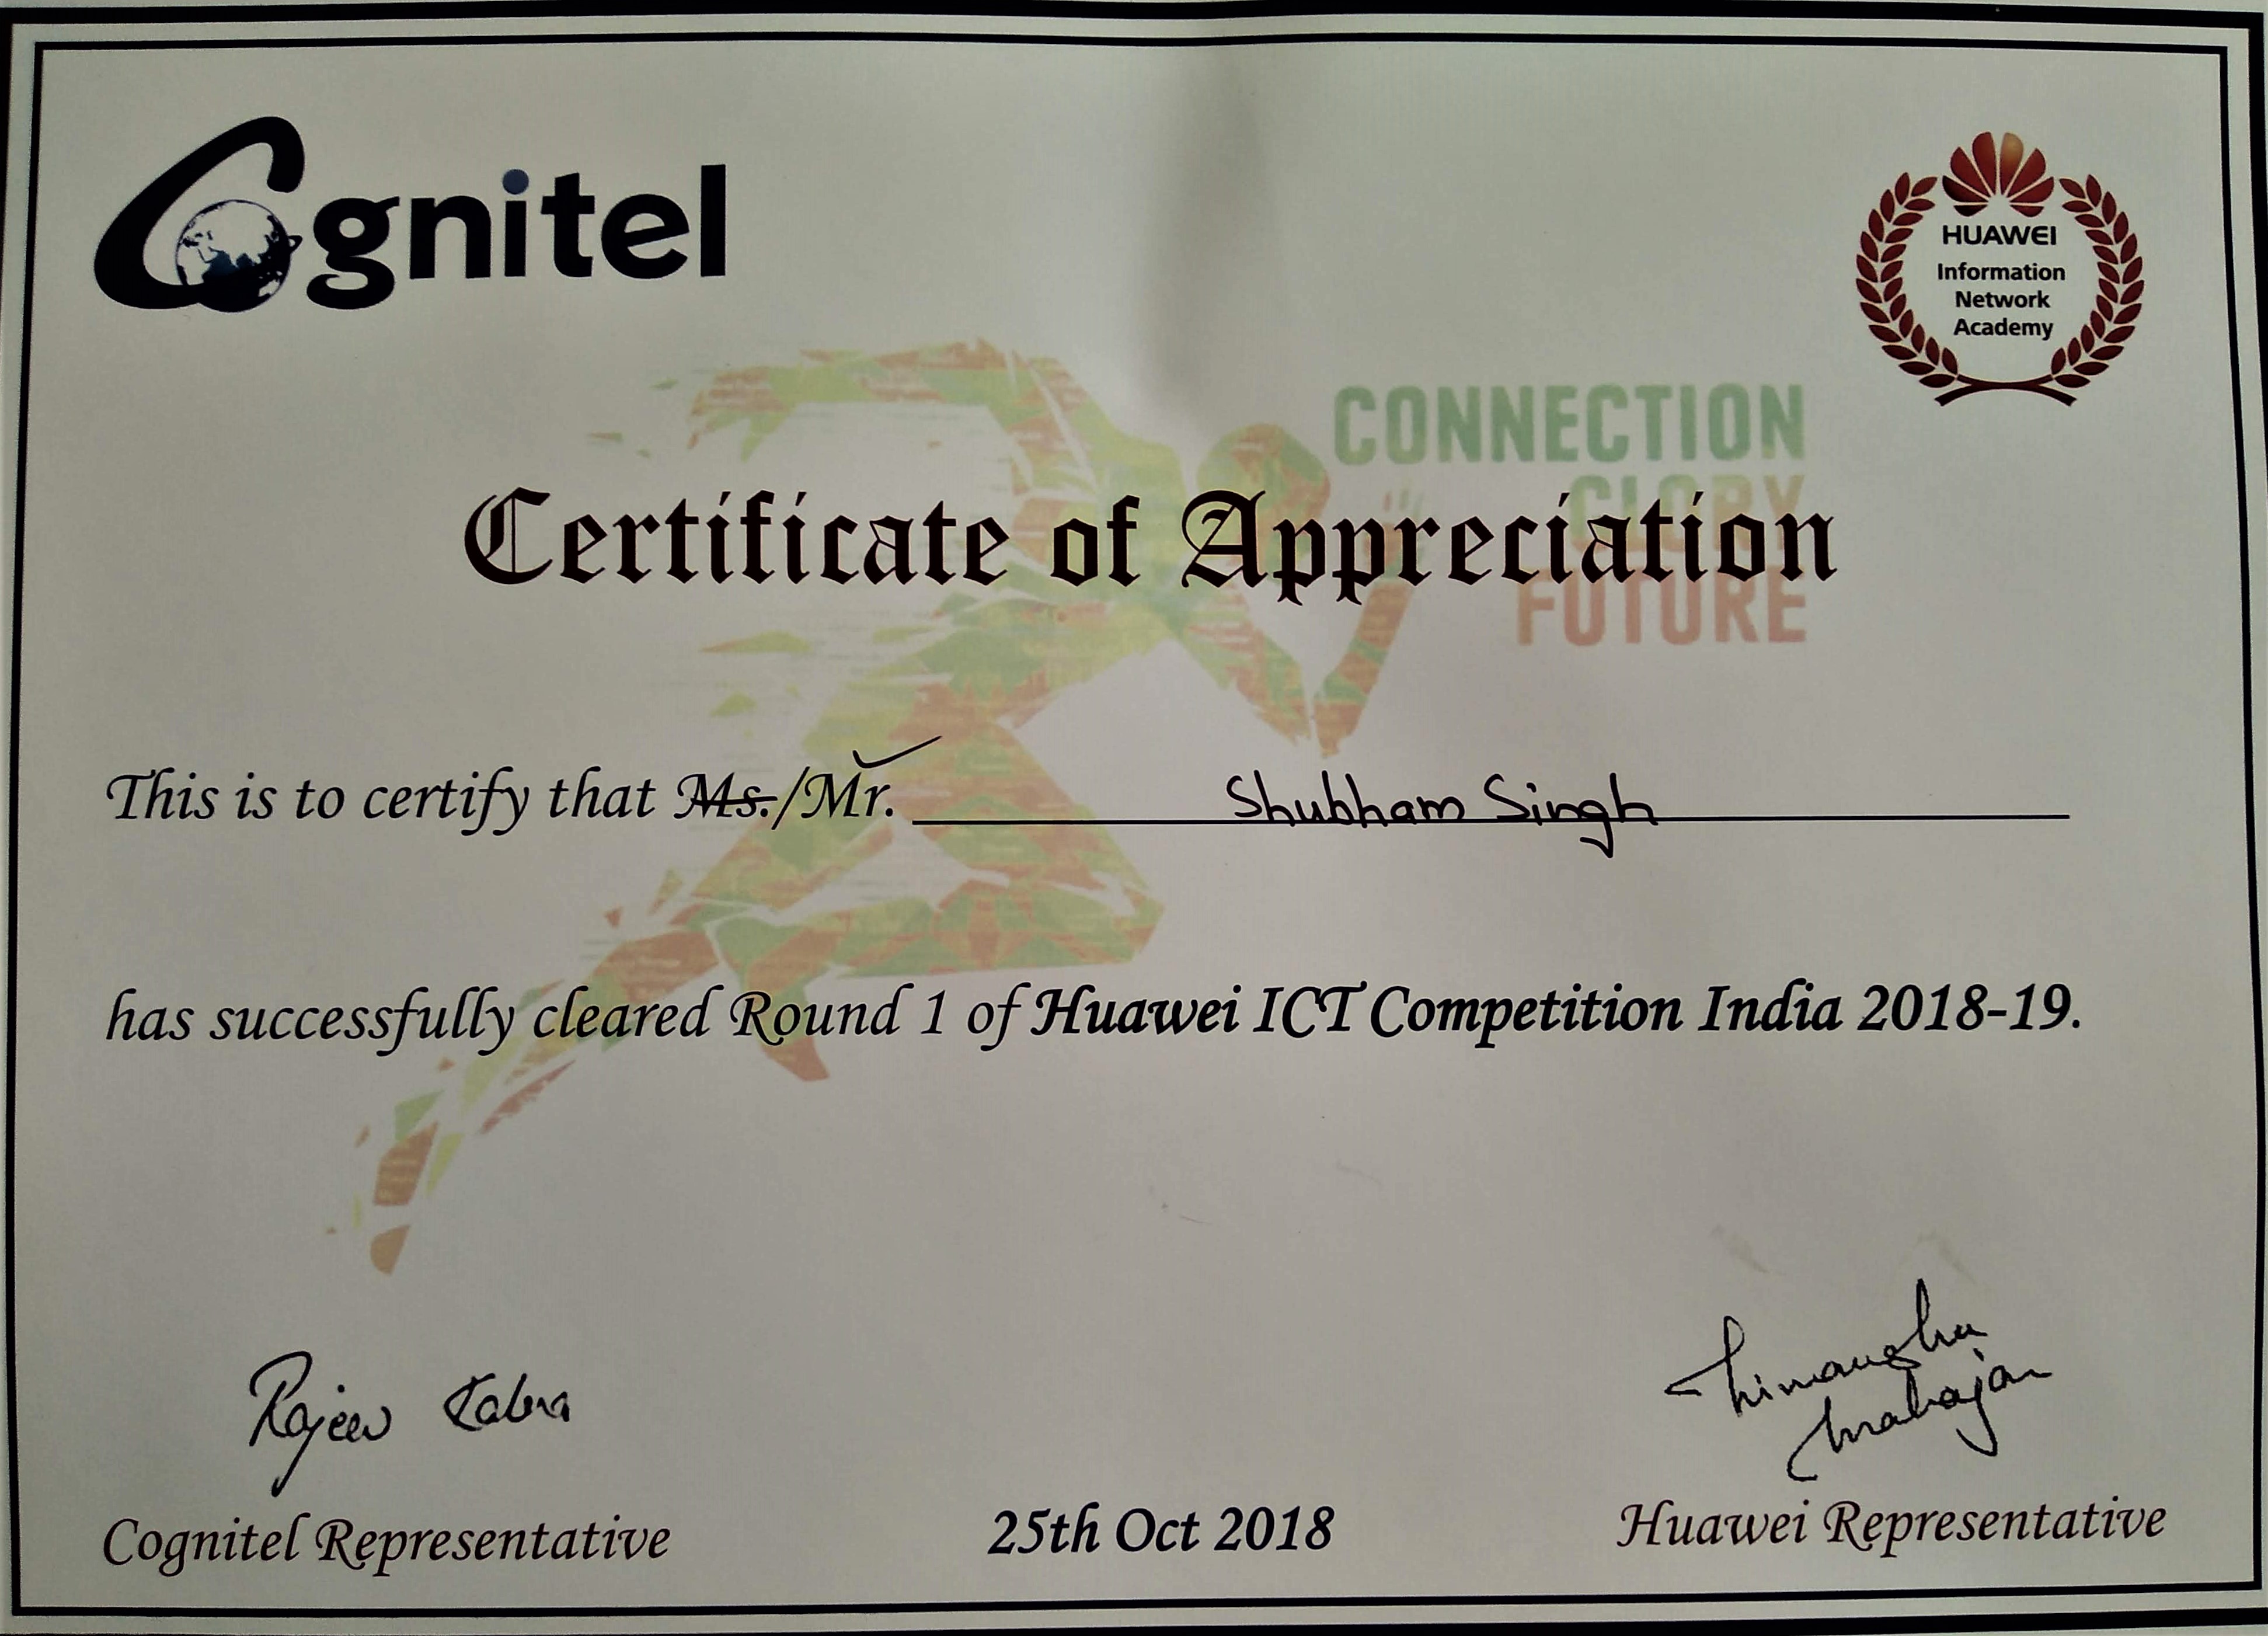 Cognitel
HUAWEI
Information
Network
Academy
CONNECTION
GLORY
FUTURE
Certificate of Appreciation
This is to certify that Ms./Mr. Shubham Singh
has successfully cleared Round 1 of Huawei ICT Competition India 2018-19.
Rajeev Kabra
Himanshu
Mahajan
Cognitel Representative
25th Oct 2018
Huawei Representative